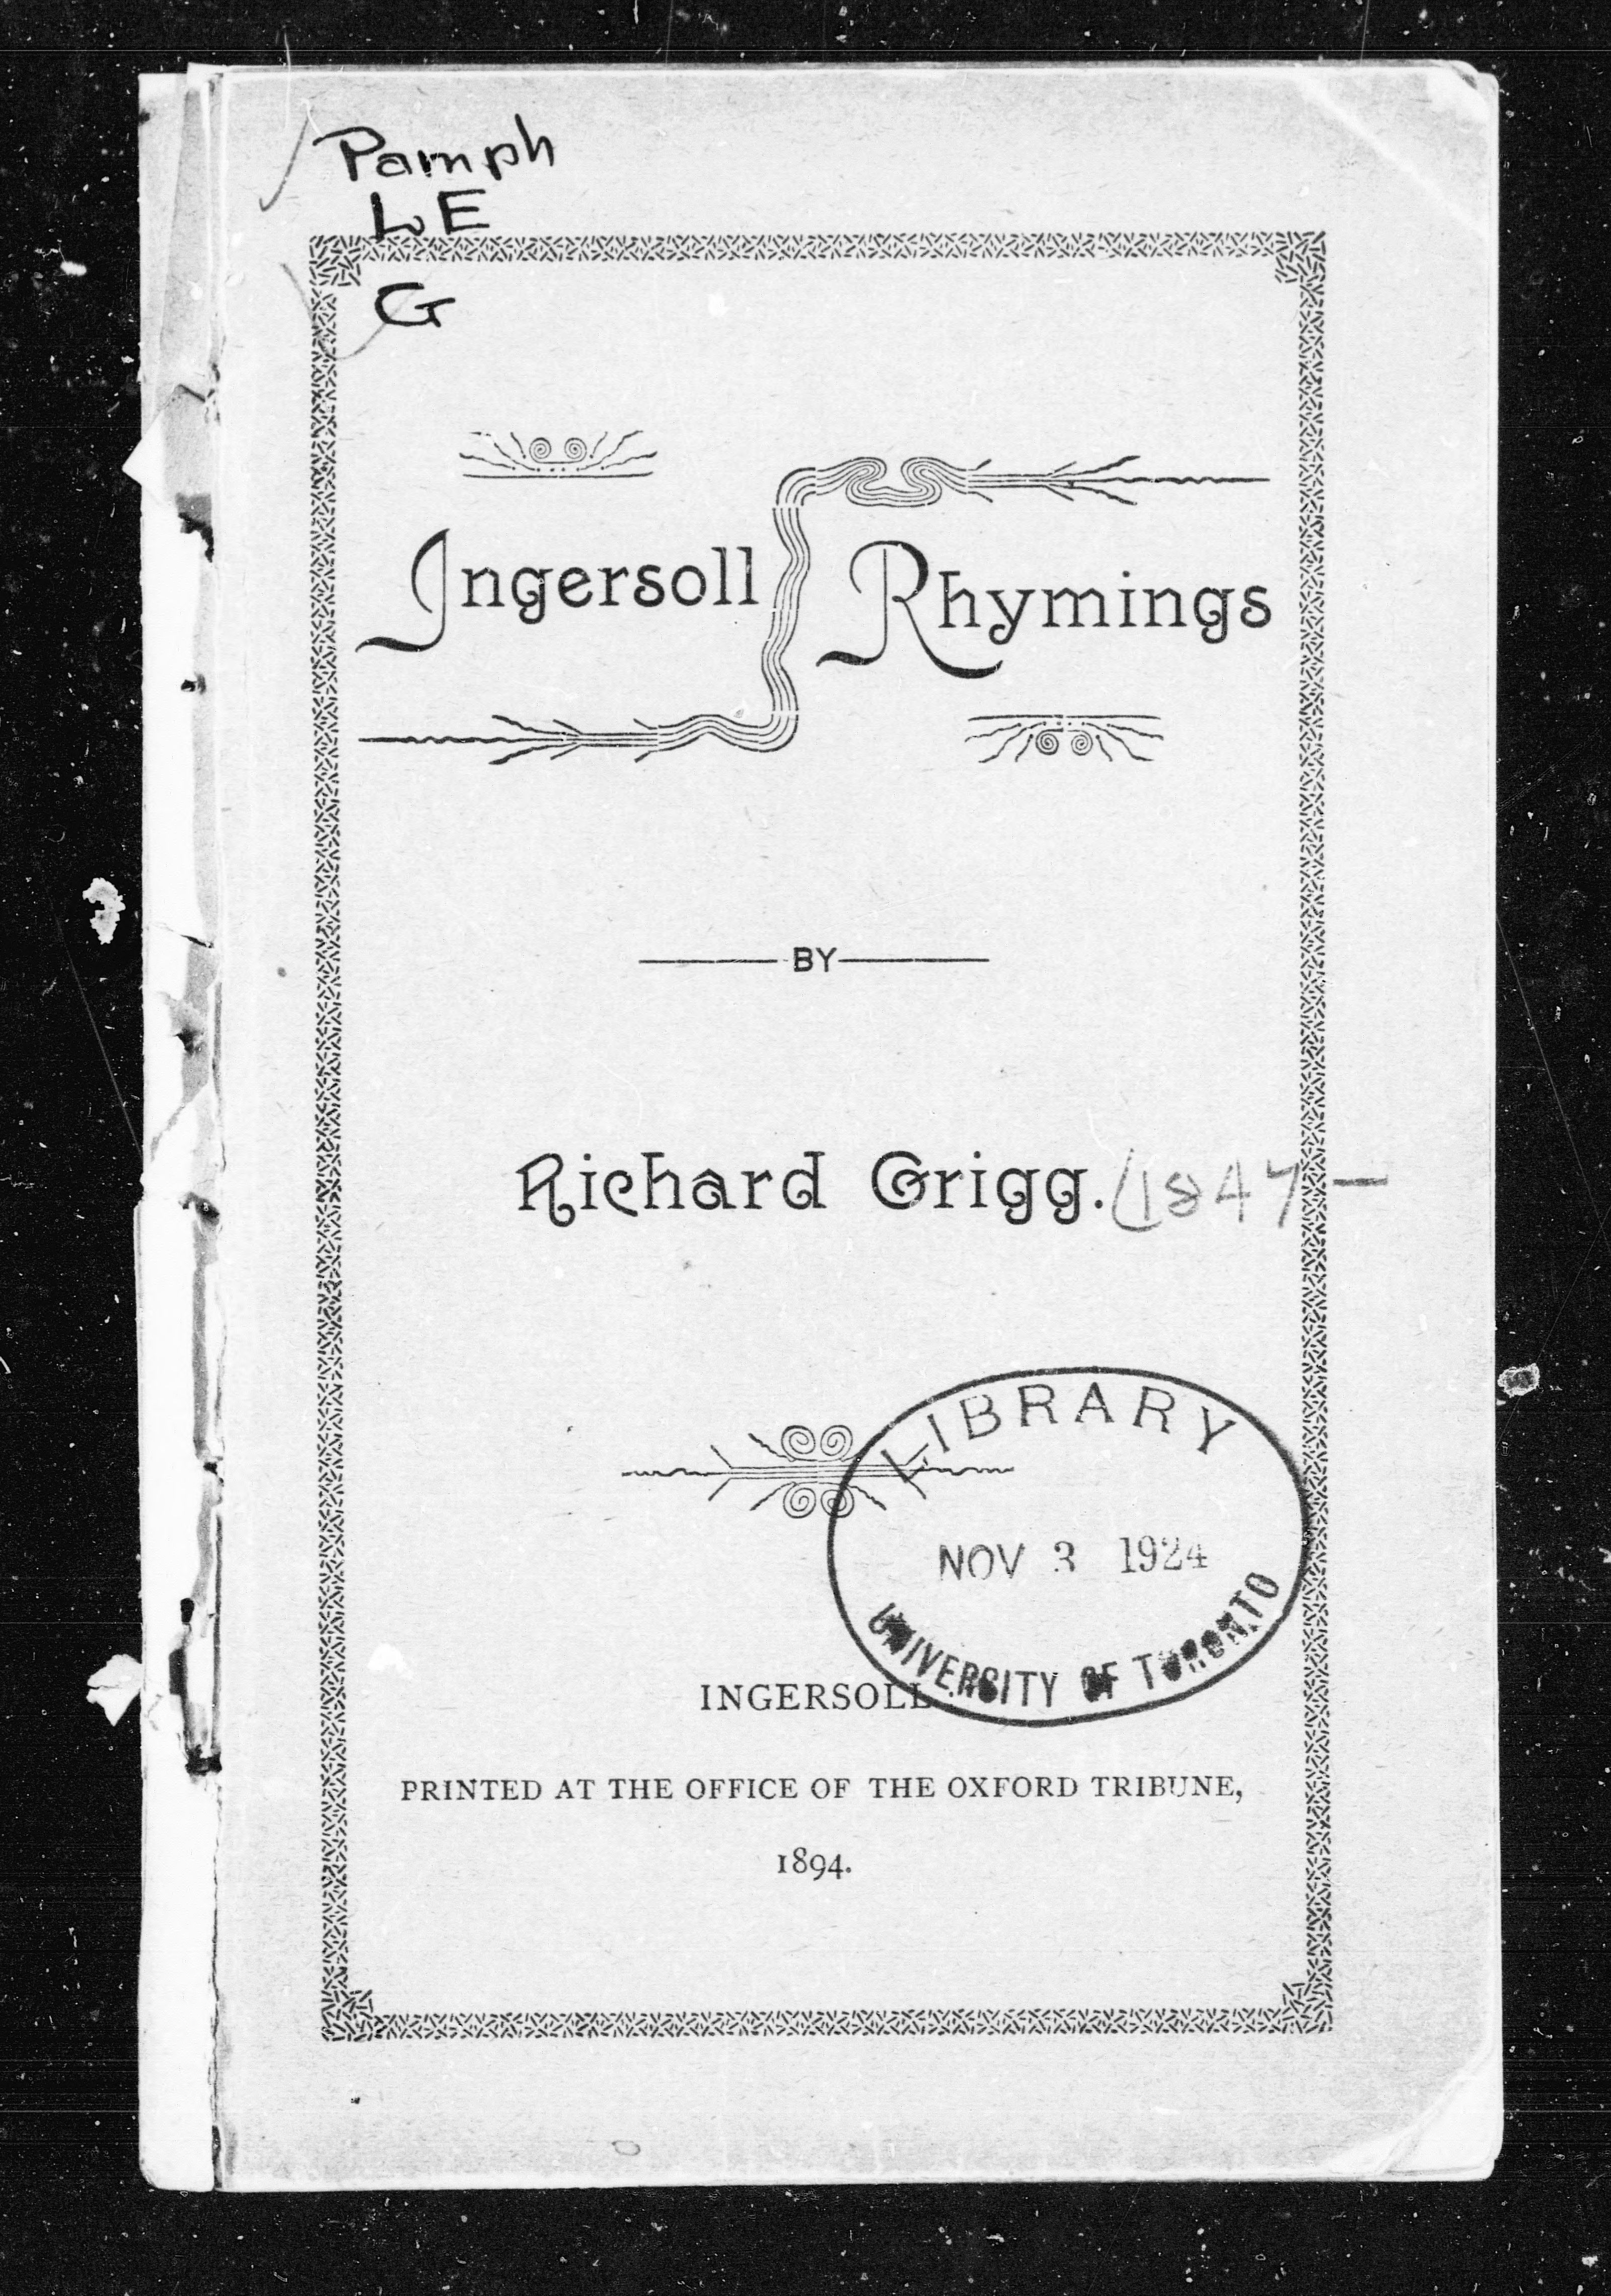 Pamph
LE
G
Ingersoll Rhymings
BY
Richard Grigg. (1847—
LIBRARY
NOV 3 1924
UNIVERSITY OF TORONTO
INGERSOLL
PRINTED AT THE OFFICE OF THE OXFORD TRIBUNE,
1894.